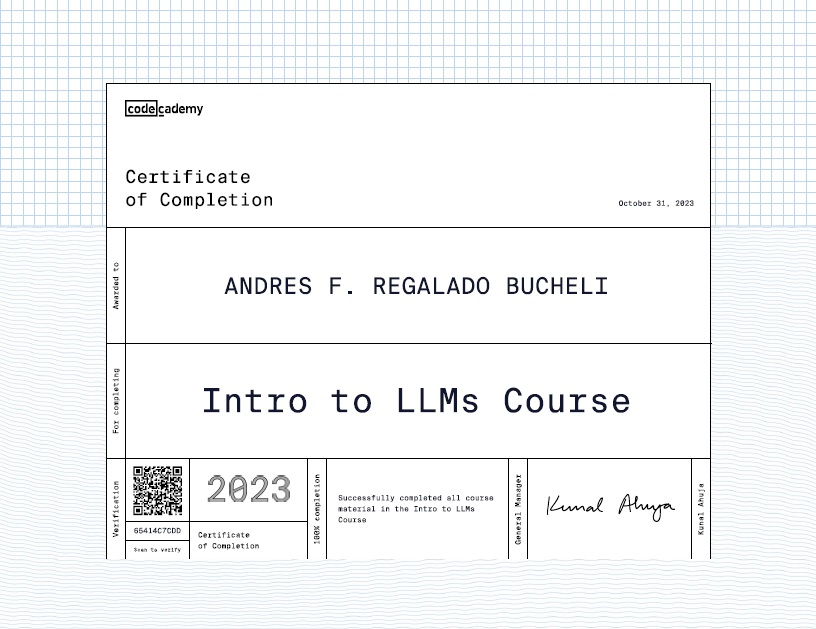 codecademy
Certificate
of Completion
October 31, 2023
Awarded to
ANDRES F. REGALADO BUCHELI
For completing
Intro to LLMs Course
Verification
65414C7CDD
Scan to verify
2023
Certificate
of Completion
100% completion
Successfully completed all course
material in the Intro to LLMs
Course
General Manager
Kunal Ahuja
Kunal Ahuja